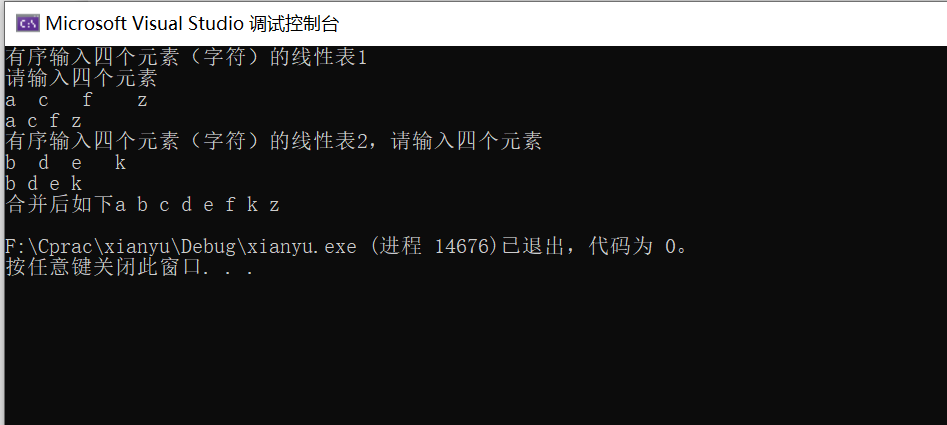 Microsoft Visual Studio 调试控制台
有序输入四个元素（字符）的线性表1
请输入四个元素
a  c   f    z
a c f z
有序输入四个元素（字符）的线性表2，请输入四个元素
b  d  e   k
b d e k
合并后如下a b c d e f k z
F:\Cprac\xianyu\Debug\xianyu.exe (进程 14676)已退出，代码为 0。
按任意键关闭此窗口. . .